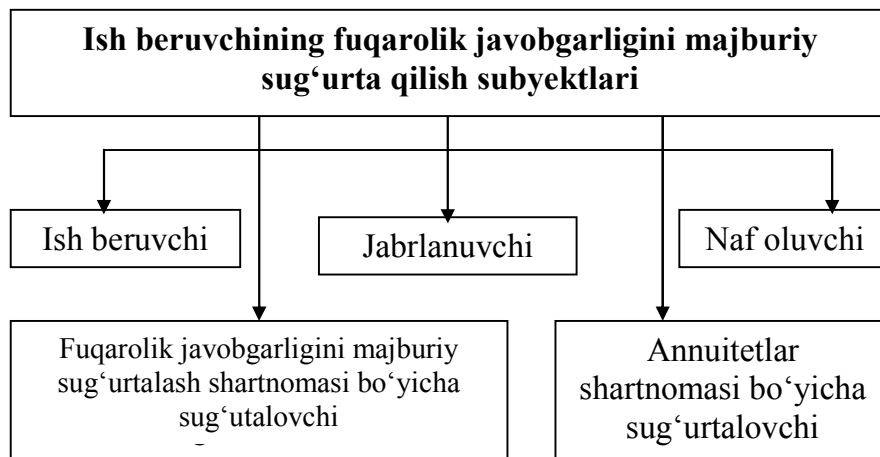 Ish beruvchining fuqarolik javobgarligini majburiy
sug‘urta qilish subyektlari
Ish beruvchi
Jabrlanuvchi
Naf oluvchi
Fuqarolik javobgarligini majburiy
sug‘urtalash shartnomasi bo‘yicha
sug‘utalovchi
Annuitetlar
shartnomasi bo‘yicha
sug‘urtalovchi